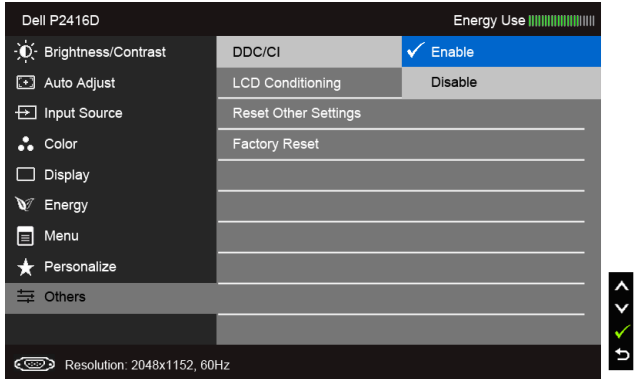 Dell P2416D
Energy Use
Brightness/Contrast
DDC/CI
Enable
Auto Adjust
LCD Conditioning
Disable
Input Source
Reset Other Settings
Color
Factory Reset
Display
Energy
Menu
Personalize
Others
Resolution: 2048x1152, 60Hz